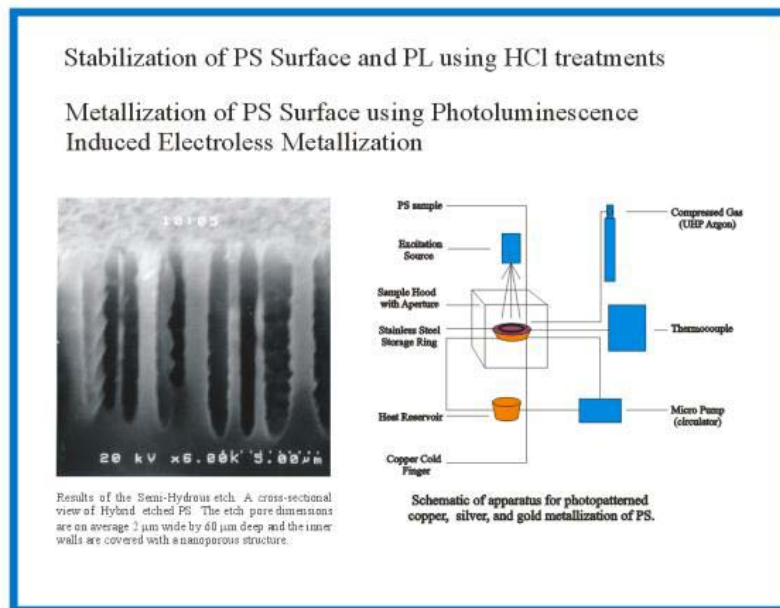 Stabilization of PS Surface and PL using HCl treatments
Metallization of PS Surface using Photoluminescence
Induced Electroless Metallization
10:05
20 kV x6.00K 5.00µm
Results of the Semi-Hydrous etch. A cross-sectional
view of Hybrid etched PS. The etch pore dimensions
are on average 2 µm wide by 60 µm deep and the inner
walls are covered with a nanoporous structure.
PS sample
Excitation
Source
Sample Hood
with Aperture
Stainless Steel
Storage Ring
Heat Reservoir
Copper Cold
Finger
Compressed Gas
(UHP Argon)
Thermocouple
Micro Pump
(circulator)
Schematic of apparatus for photopatterned
copper, silver, and gold metallization of PS.